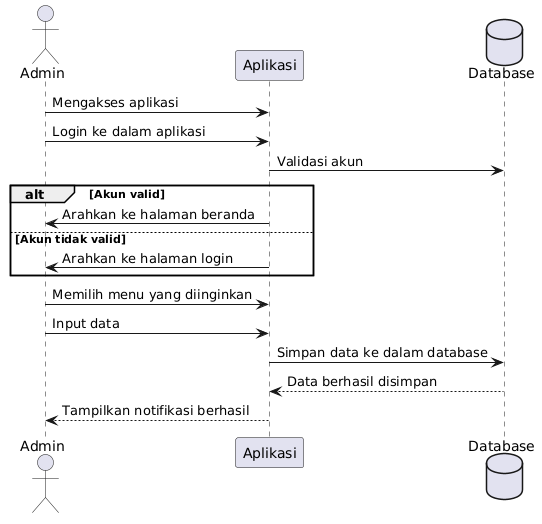 Admin
Aplikasi
Database
Mengakses aplikasi
Login ke dalam aplikasi
Validasi akun
alt [Akun valid]
Arahkan ke halaman beranda
[Akun tidak valid]
Arahkan ke halaman login
Memilih menu yang diinginkan
Input data
Simpan data ke dalam database
Data berhasil disimpan
Tampilkan notifikasi berhasil
Admin
Aplikasi
Database